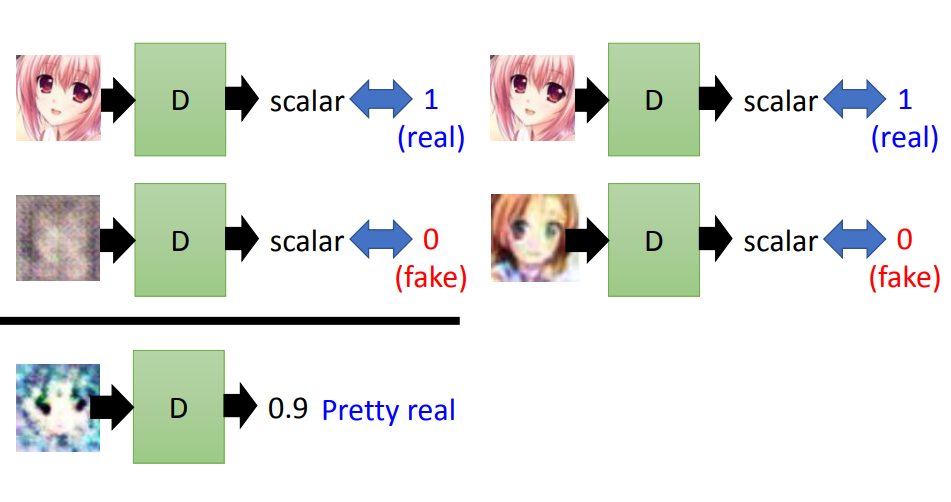 D scalar 1 D scalar 1
(real) (real)
D scalar 0 D scalar 0
(fake) (fake)
D 0.9 Pretty real